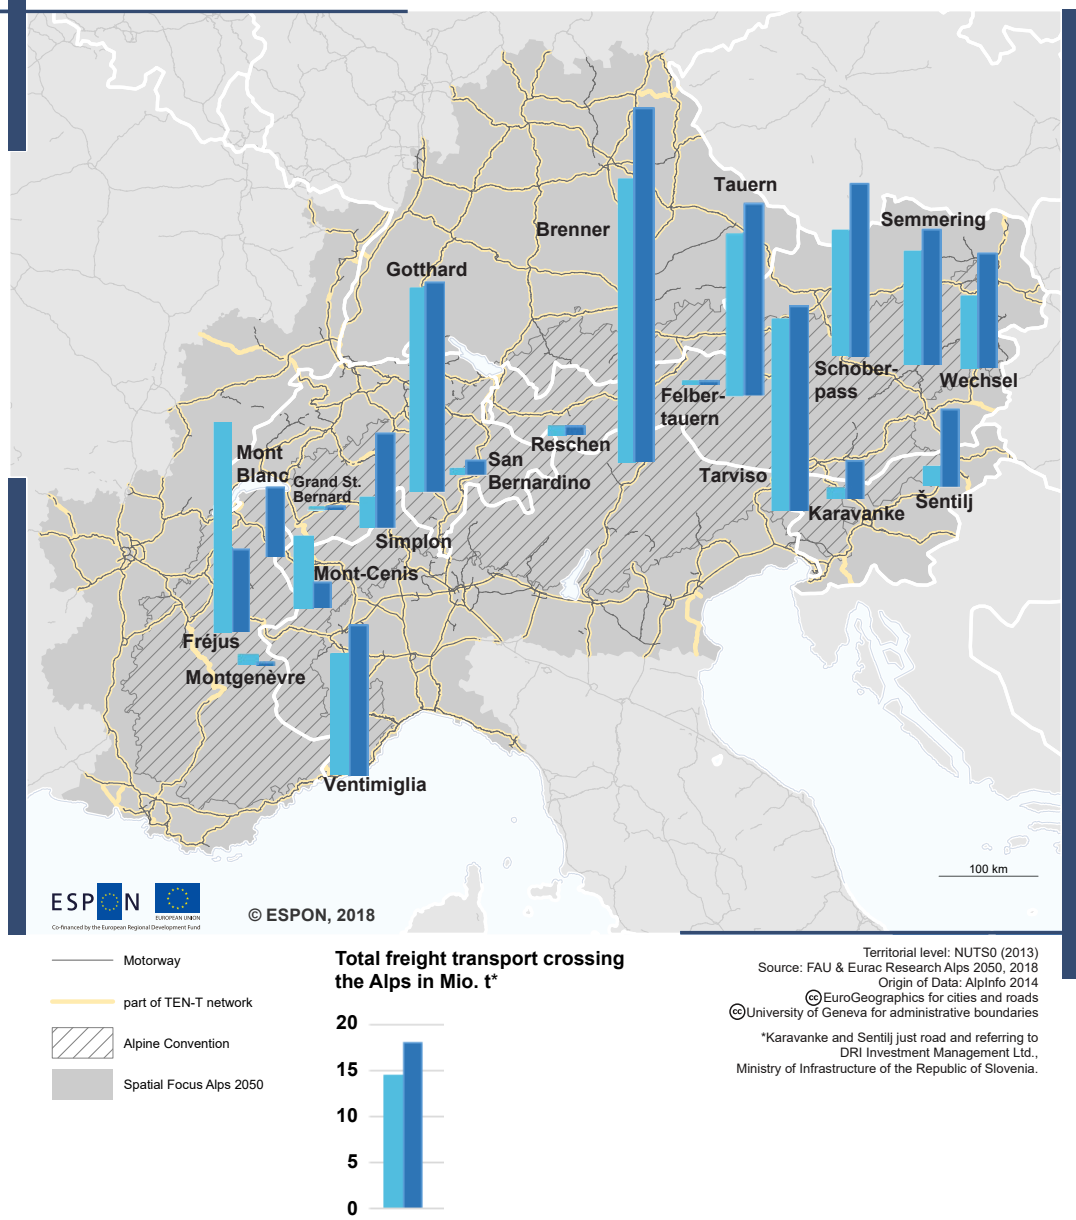 Tauern
Brenner
Semmering
Gotthard
Schober-
pass
Wechsel
Felber-
tauern
Reschen
Mont
Blanc
San
Bernardino
Grand St.
Bernard
Tarviso
Šentilj
Karavanke
Simplon
Mont-Cenis
Fréjus
Montgenèvre
Ventimiglia
100 km
ESPON
EUROPEAN UNION
Co-financed by the European Regional Development Fund
© ESPON, 2018
Motorway
part of TEN-T network
Alpine Convention
Spatial Focus Alps 2050
Total freight transport crossing
the Alps in Mio. t*
20
15
10
5
0
Territorial level: NUTS0 (2013)
Source: FAU & Eurac Research Alps 2050, 2018
Origin of Data: AlpInfo 2014
cc EuroGeographics for cities and roads
cc University of Geneva for administrative boundaries
*Karavanke and Sentilj just road and referring to
DRI Investment Management Ltd.,
Ministry of Infrastructure of the Republic of Slovenia.